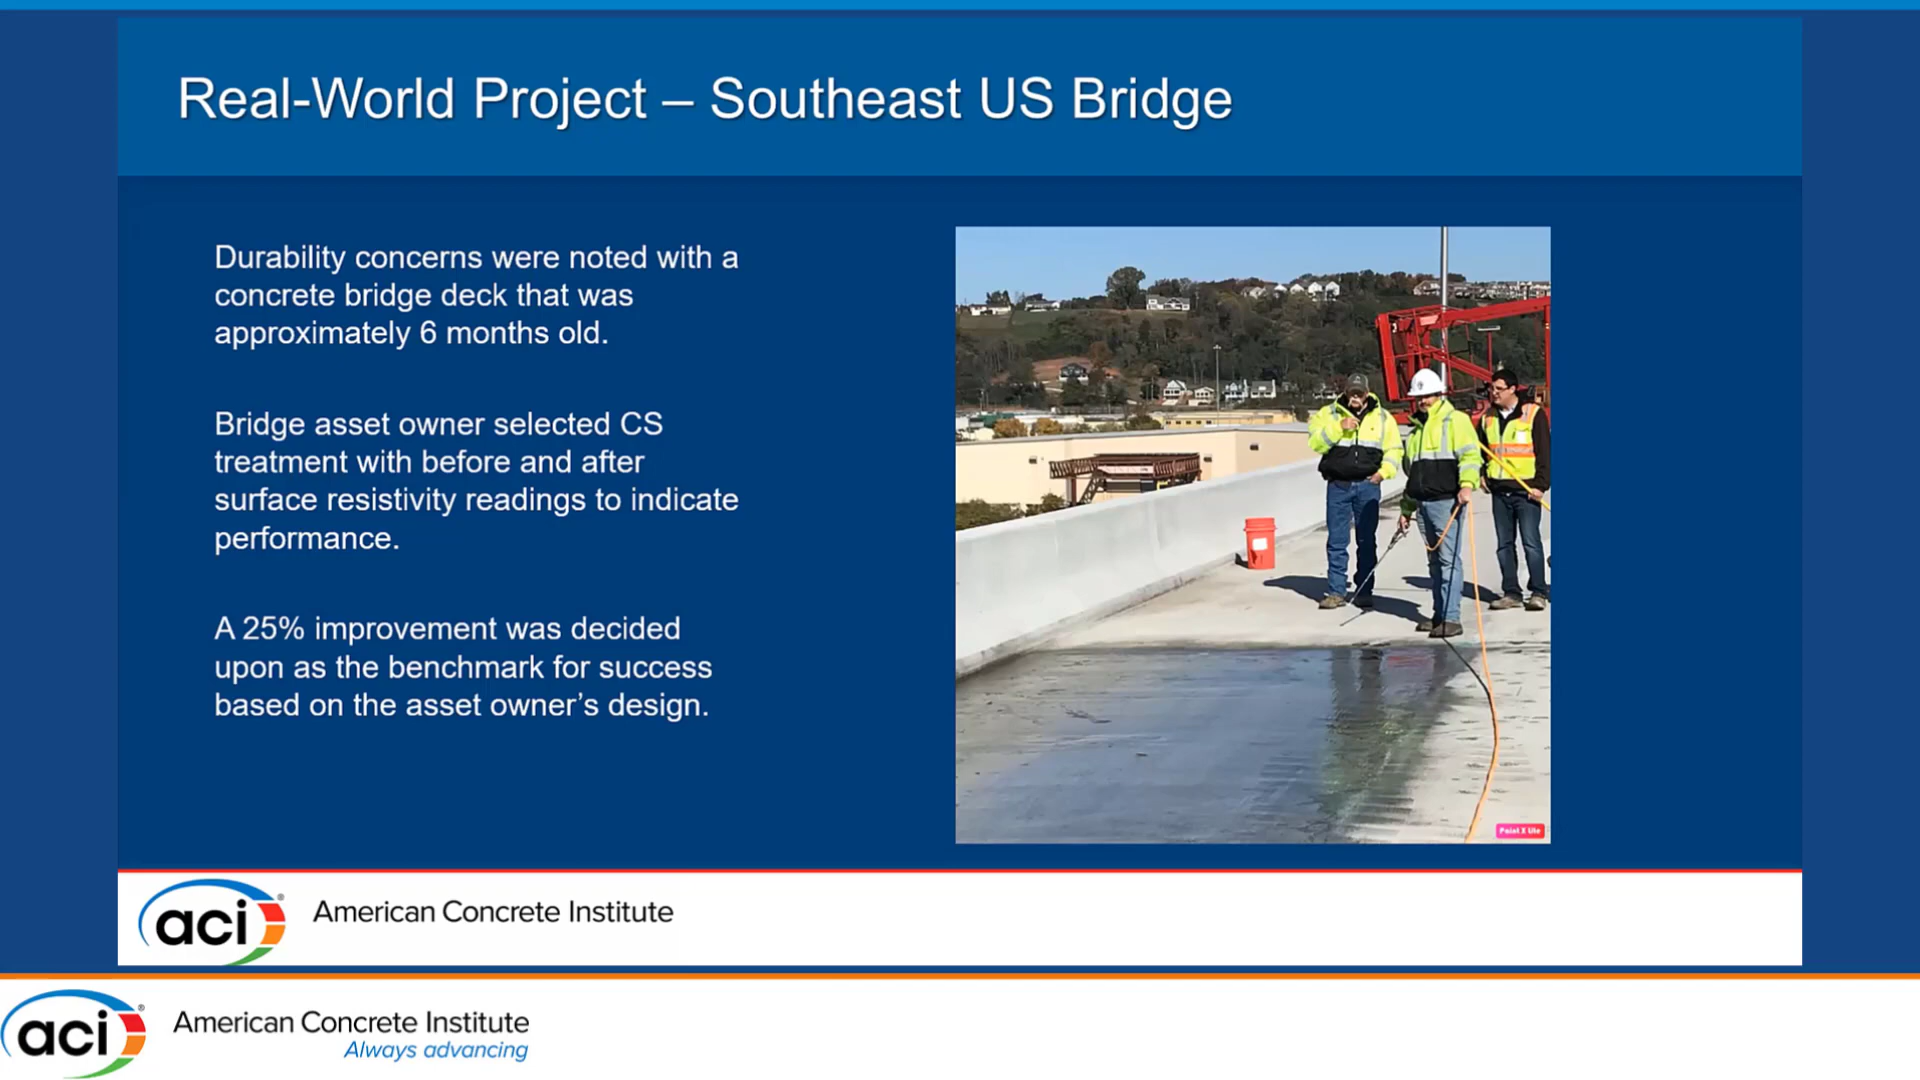 Real-World Project – Southeast US Bridge
Durability concerns were noted with a
concrete bridge deck that was
approximately 6 months old.
Bridge asset owner selected CS
treatment with before and after
surface resistivity readings to indicate
performance.
A 25% improvement was decided
upon as the benchmark for success
based on the asset owner's design.
Paint X lite
aci®
American Concrete Institute
aci®
American Concrete Institute
Always advancing